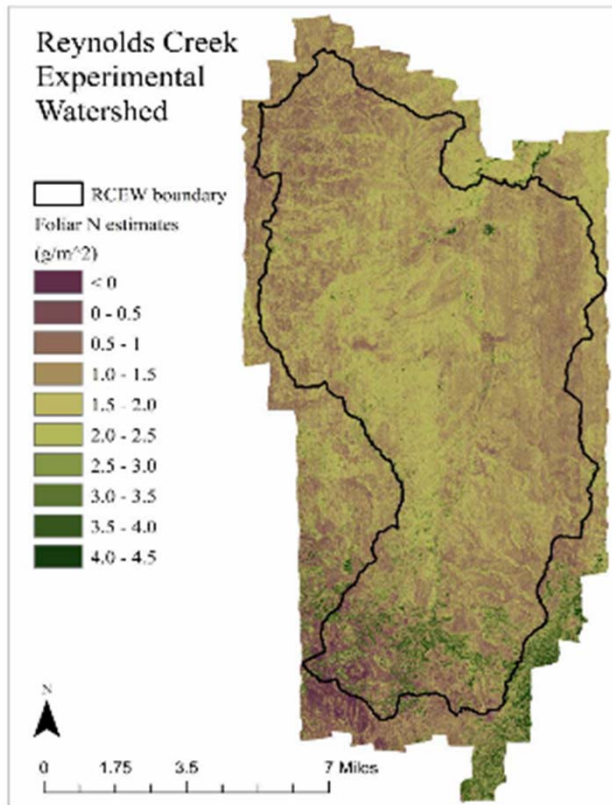 Reynolds Creek
Experimental
Watershed
RCEW boundary
Foliar N estimates
(g/m^2)
< 0
0 - 0.5
0.5 - 1
1.0 - 1.5
1.5 - 2.0
2.0 - 2.5
2.5 - 3.0
3.0 - 3.5
3.5 - 4.0
4.0 - 4.5
N
0 1.75 3.5 7 Miles